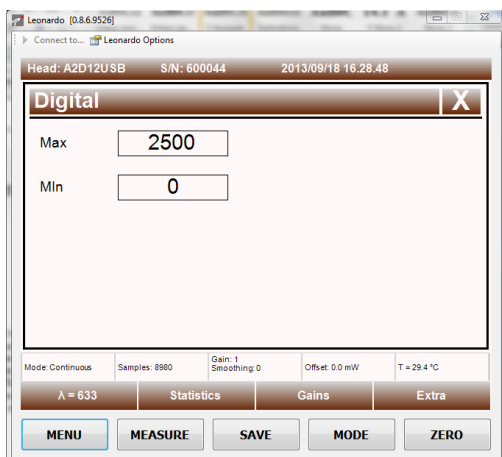 Leonardo [0.8.6.9526]
Connect to... Leonardo Options
Head: A2D12USB S/N: 600044 2013/09/18 16.28.48
Digital X
Max 2500
MIn 0
Mode: Continuous Samples: 8980 Gain: 1 Smoothing: 0 Offset: 0.0 mW T = 29.4 °C
λ = 633 Statistics Gains Extra
MENU MEASURE SAVE MODE ZERO